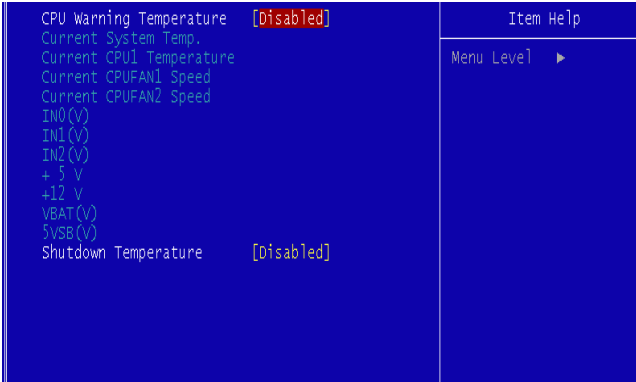 CPU Warning Temperature [Disabled]
Current System Temp.
Current CPU1 Temperature
Current CPUFAN1 Speed
Current CPUFAN2 Speed
IN0(V)
IN1(V)
IN2(V)
+ 5 V
+12 V
VBAT(V)
5VSB(V)
Shutdown Temperature [Disabled]
Item Help
Menu Level ▶